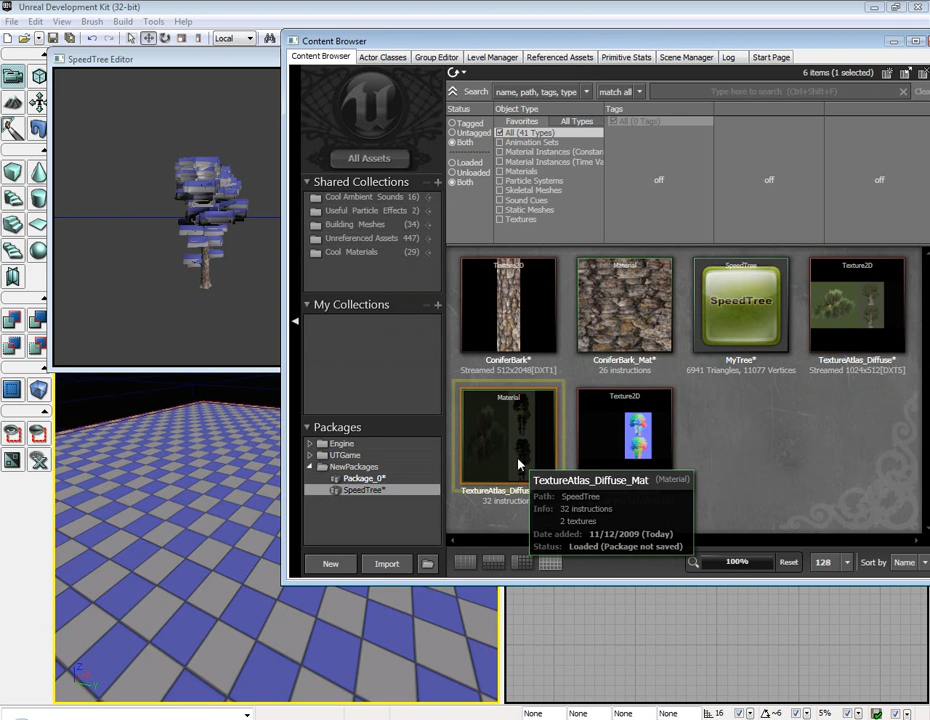 Unreal Development Kit (32-bit)
File Edit View Brush Build Tools Help
Local
SpeedTree Editor
Content Browser
Content Browser Actor Classes Group Editor Level Manager Referenced Assets Primitive Stats Scene Manager Log Start Page
6 items (1 selected)
Search name, path, tags, type match all Type here to search (Ctrl+Shift+F) Clea
Status Object Type Tags
Tagged
Untagged
Both
Loaded
Unloaded
Both
Favorites All Types
All (41 Types)
Animation Sets
Material Instances (Constan
Material Instances (Time Va
Materials
Particle Systems
Skeletal Meshes
Sound Cues
Static Meshes
Textures
All (0 Tags)
off off off
All Assets
Shared Collections
Cool Ambient Sounds 16)
Useful Particle Effects 2)
Building Meshes (34)
Unreferenced Assets 447)
Cool Materials (29)
My Collections
Packages
Engine
UTGame
NewPackages
Package_0*
SpeedTree*
New Import
Texture2D
ConiferBark*
Streamed 512x2048[DXT1]
Material
ConiferBark_Mat*
26 instructions
SpeedTree
SpeedTree
MyTree*
6941 Triangles, 11077 Vertices
Texture2D
TextureAtlas_Diffuse*
Streamed 1024x512[DXT5]
Material
TextureAtlas_Diffus
32 instructions
Texture2D
TextureAtlas_Diffuse_Mat (Material)
Path: SpeedTree
Info: 32 instructions
2 textures
Date added: 11/12/2009 (Today)
Status: Loaded (Package not saved)
100% Reset 128 Sort by Name
Z
Y
None None None None 16 ~6 5%